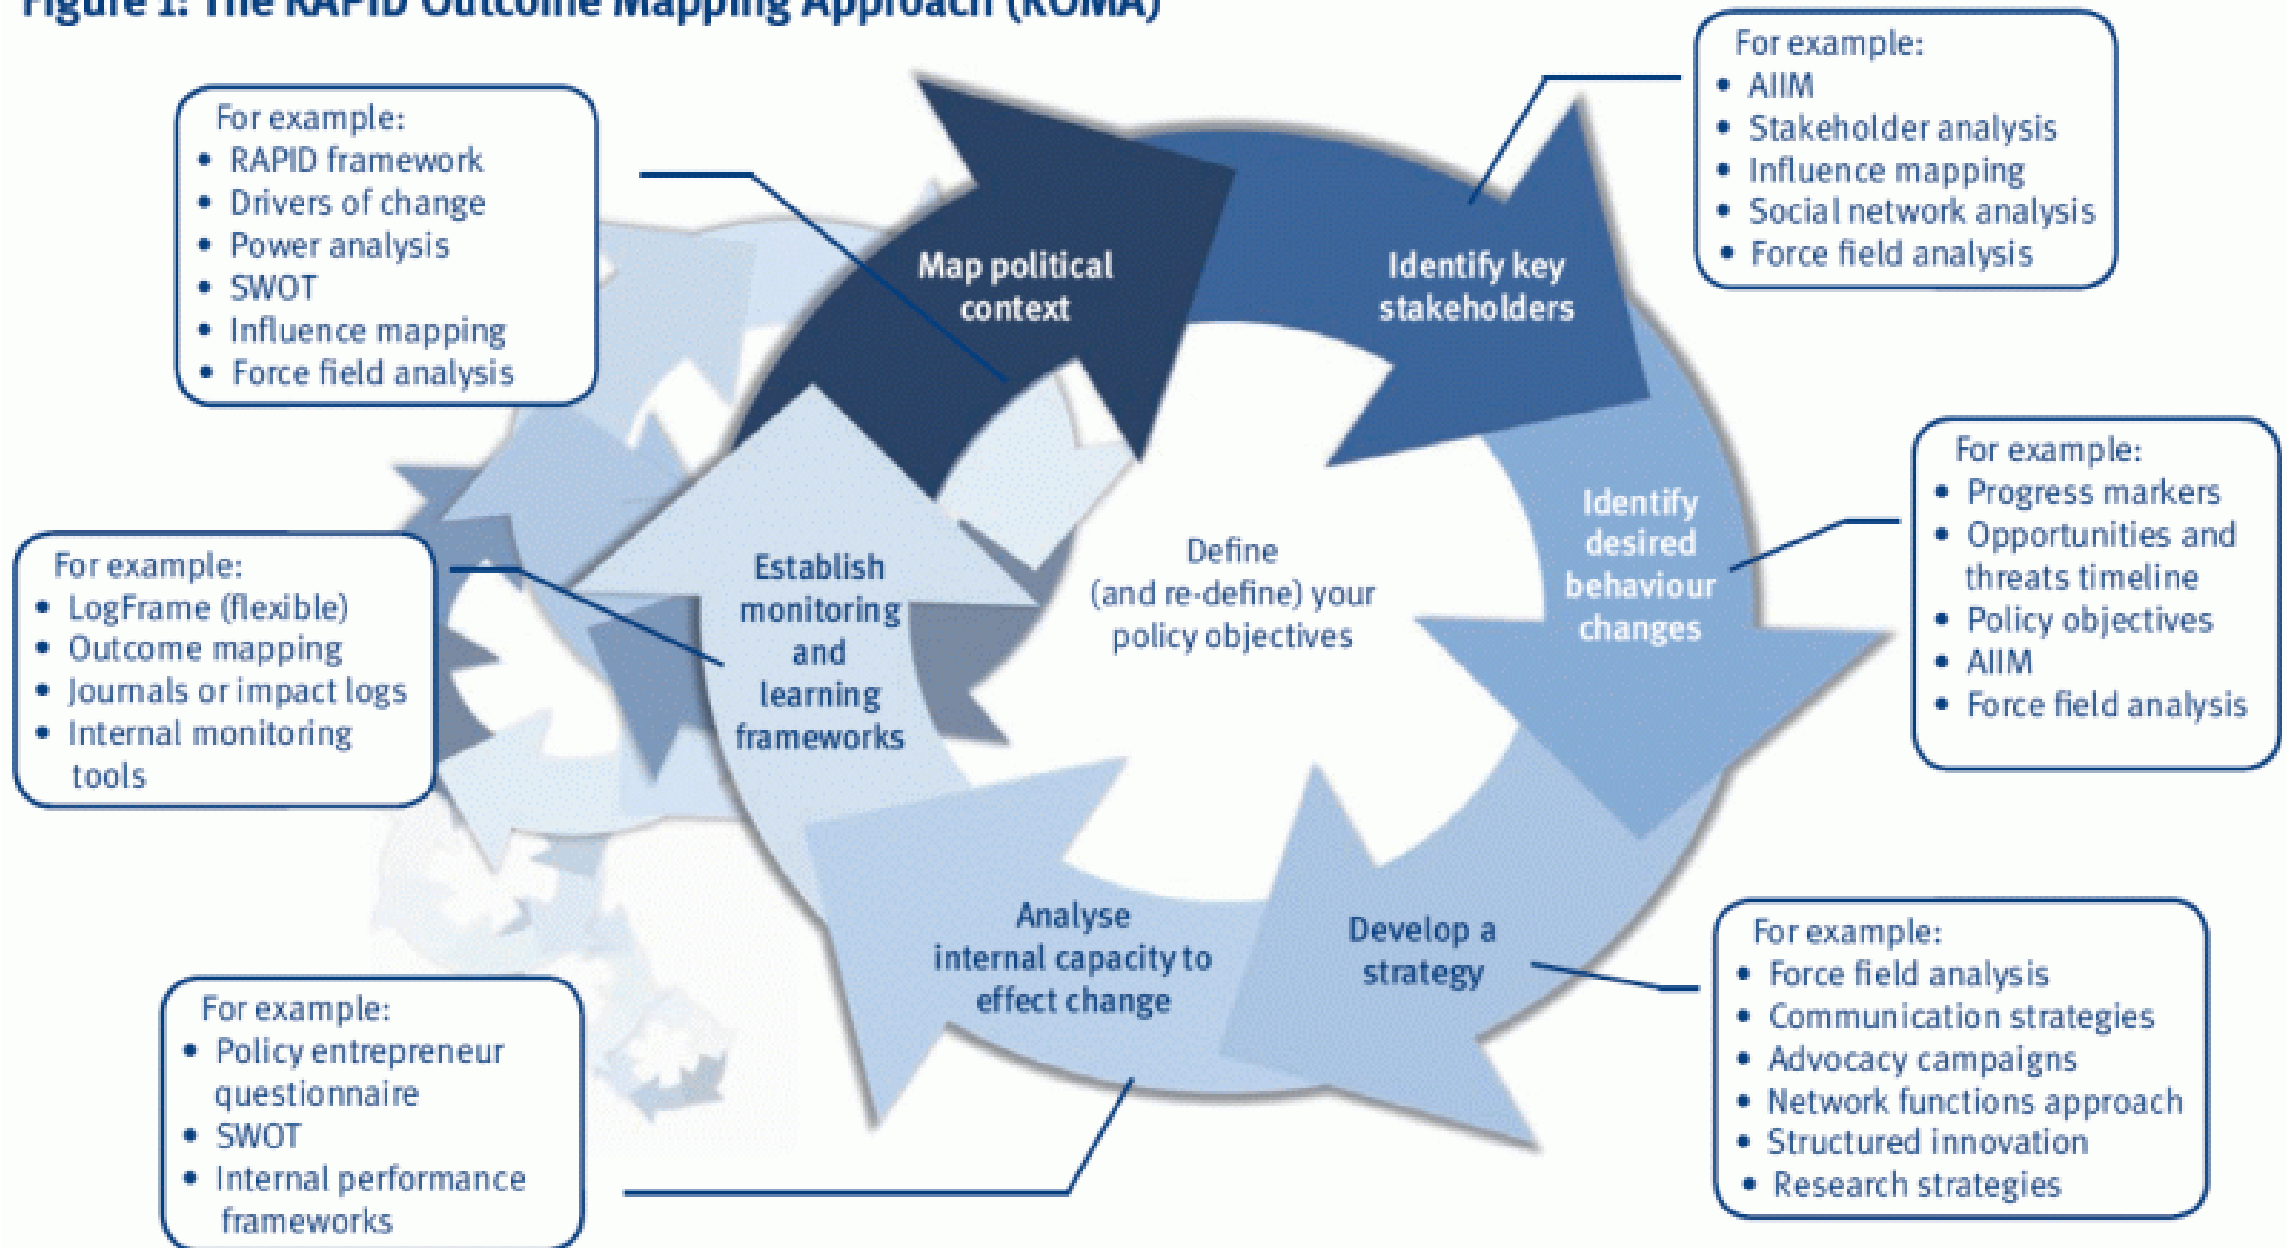 Figure 1: The RAPID Outcome Mapping Approach (ROMA)
For example:
• RAPID framework
• Drivers of change
• Power analysis
• SWOT
• Influence mapping
• Force field analysis
For example:
• AIIM
• Stakeholder analysis
• Influence mapping
• Social network analysis
• Force field analysis
Map political
context
Identify key
stakeholders
For example:
• Progress markers
• Opportunities and
threats timeline
• Policy objectives
• AIIM
• Force field analysis
Identify
desired
behaviour
changes
Define
(and re-define) your
policy objectives
Establish
monitoring
and
learning
frameworks
For example:
• LogFrame (flexible)
• Outcome mapping
• Journals or impact logs
• Internal monitoring
tools
Analyse
internal capacity to
effect change
Develop a
strategy
For example:
• Force field analysis
• Communication strategies
• Advocacy campaigns
• Network functions approach
• Structured innovation
• Research strategies
For example:
• Policy entrepreneur
questionnaire
• SWOT
• Internal performance
frameworks